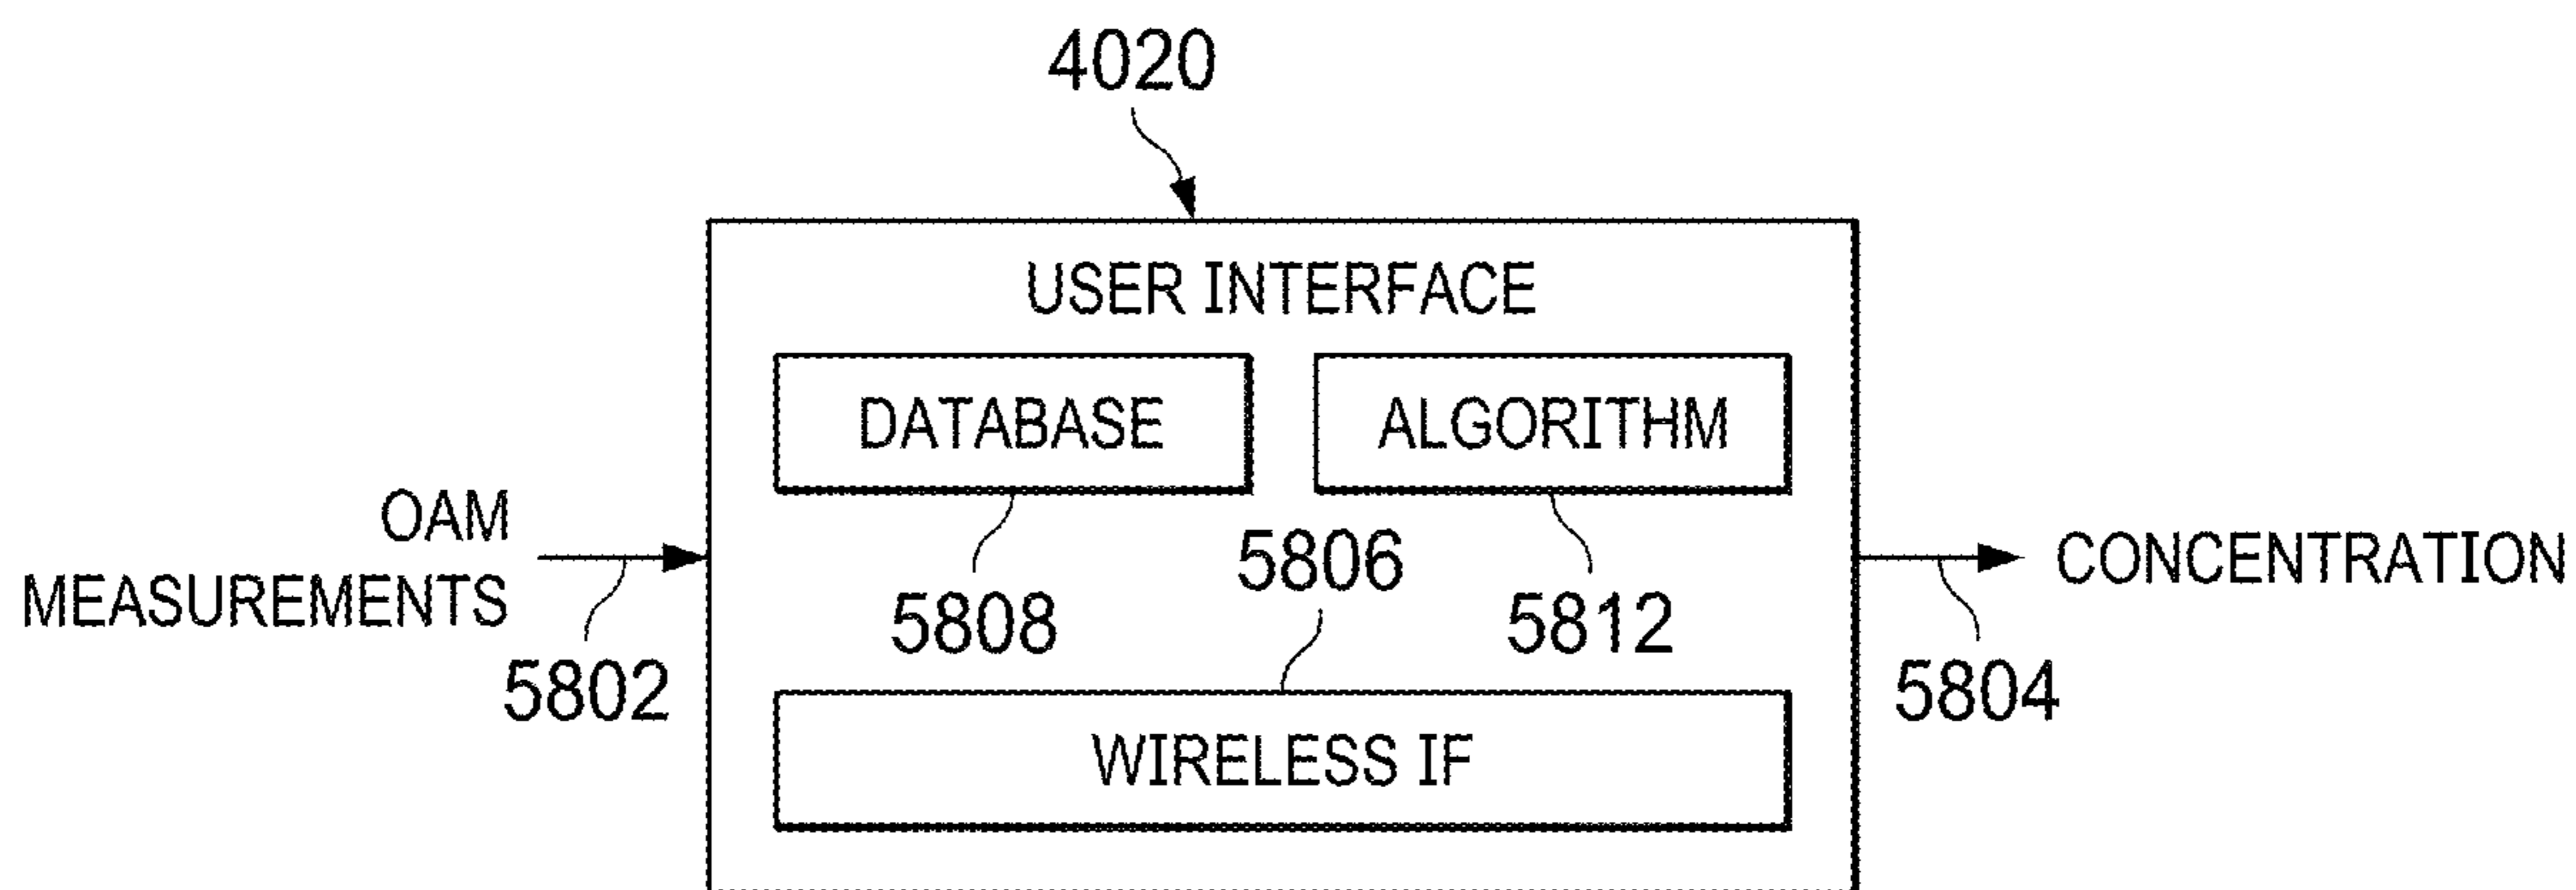 4020
USER INTERFACE
DATABASE
ALGORITHM
OAM
MEASUREMENTS
5802
5808
5806
5812
CONCENTRATION
5804
WIRELESS IF